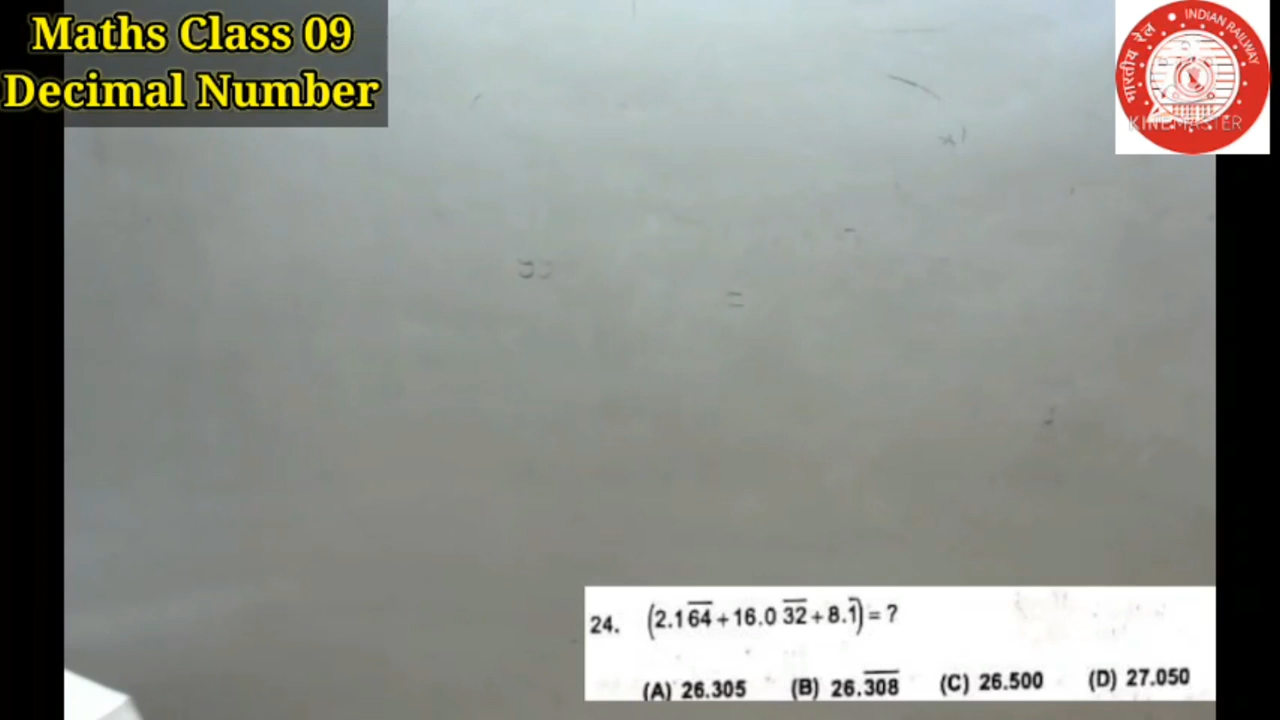 Maths Class 09
Decimal Number
भारतीय रेल INDIAN RAILWAY
KINEMASTER
24. (2.1\overline{64} + 16.0\overline{32} + 8.\overline{1}) = ?
(A) 26.305 (B) 26.\overline{308} (C) 26.500 (D) 27.050